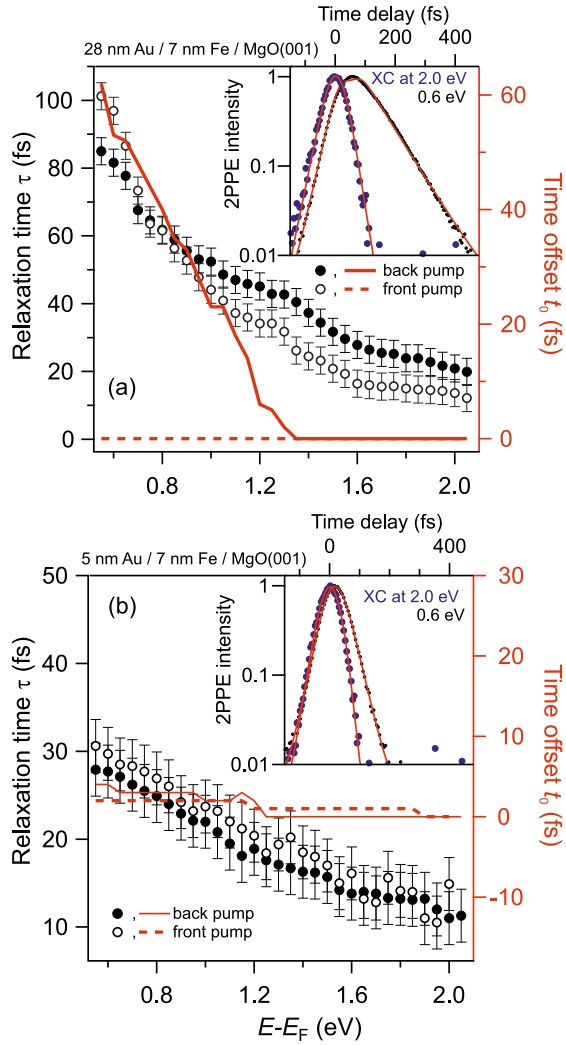 Time delay (fs)
0 200 400
28 nm Au / 7 nm Fe / MgO(001)
100
80
60
40
20
0
Relaxation time τ (fs)
1
0.1
0.01
2PPE intensity
XC at 2.0 eV
0.6 eV
●, — back pump
○, - - - front pump
(a)
60
40
20
0
Time offset t₀ (fs)
0.8 1.2 1.6 2.0
Time delay (fs)
0 200 400
5 nm Au / 7 nm Fe / MgO(001)
50
40
30
20
10
Relaxation time τ (fs)
(b)
1
0.1
0.01
2PPE intensity
XC at 2.0 eV
0.6 eV
●, — back pump
○, - - - front pump
30
20
10
0
-10
Time offset t₀ (fs)
0.8 1.2 1.6 2.0
E-E_F (eV)